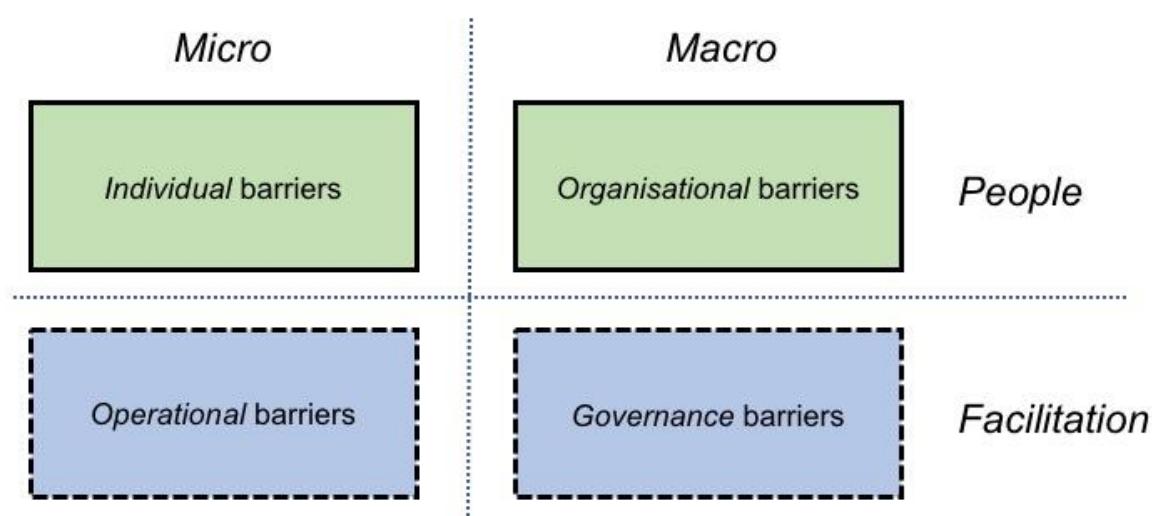 Micro
Macro
Individual barriers
Organisational barriers
People
Operational barriers
Governance barriers
Facilitation